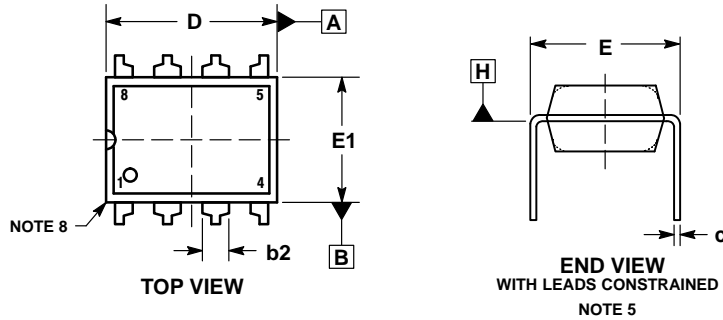 D
A
H
E
8
5
E1
1
4
NOTE 8
b2
B
c
TOP VIEW
END VIEW
WITH LEADS CONSTRAINED
NOTE 5